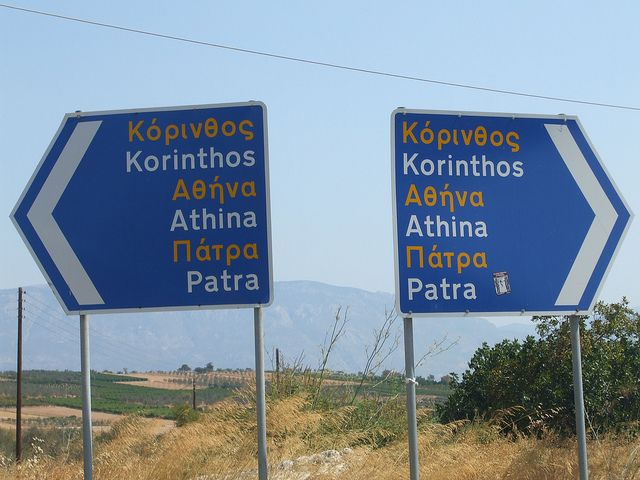 Κόρινθος
Korinthos
Αθήνα
Athina
Πάτρα
Patra
Κόρινθος
Korinthos
Αθήνα
Athina
Πάτρα
Patra